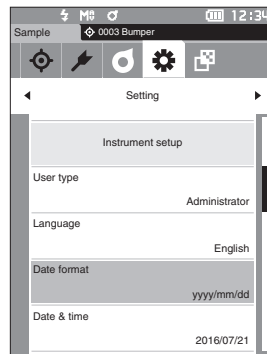 12:34
Sample
0003 Bumper
Setting
Instrument setup
User type
Administrator
Language
English
Date format
yyyy/mm/dd
Date & time
2016/07/21